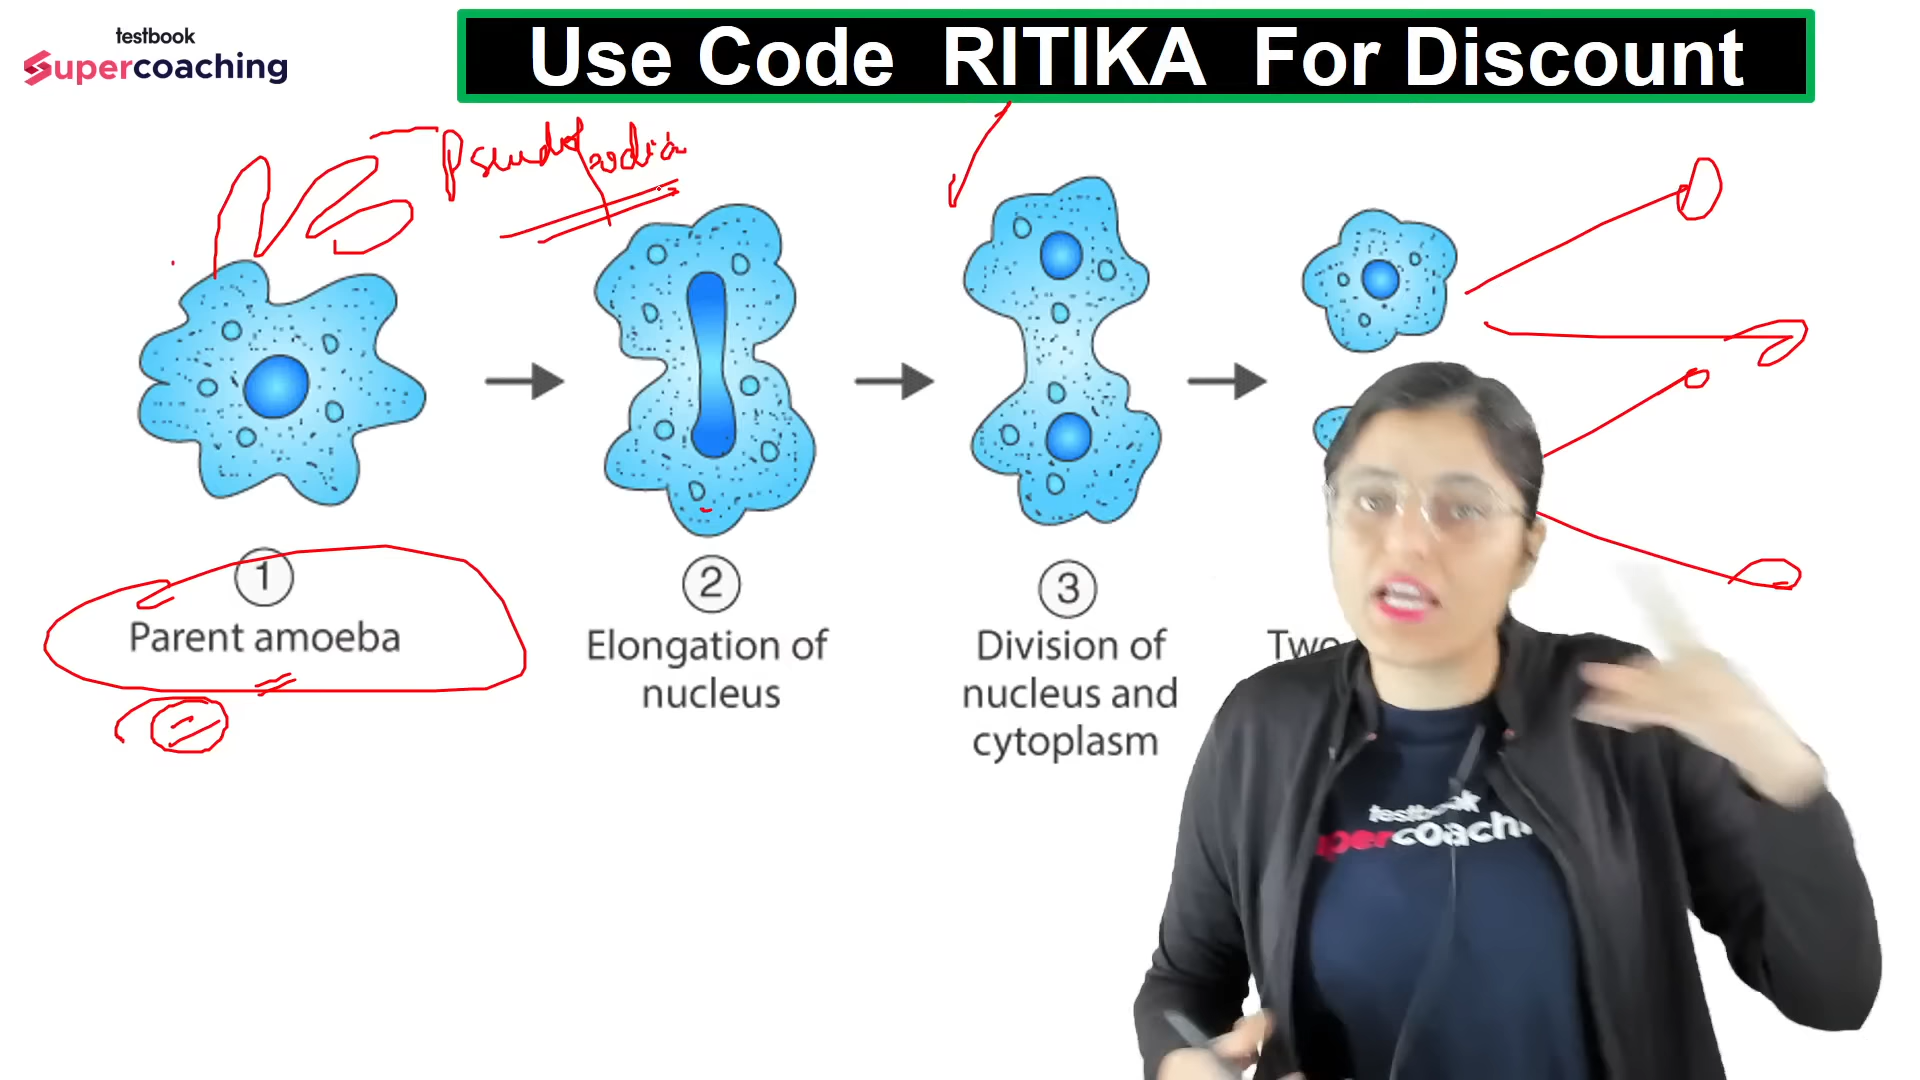 testbook
Supercoaching
Use Code RITIKA For Discount
Pseudopodia
1
Parent amoeba
2
Elongation of
nucleus
3
Division of
nucleus and
cytoplasm
Two
testbook
supercoachi